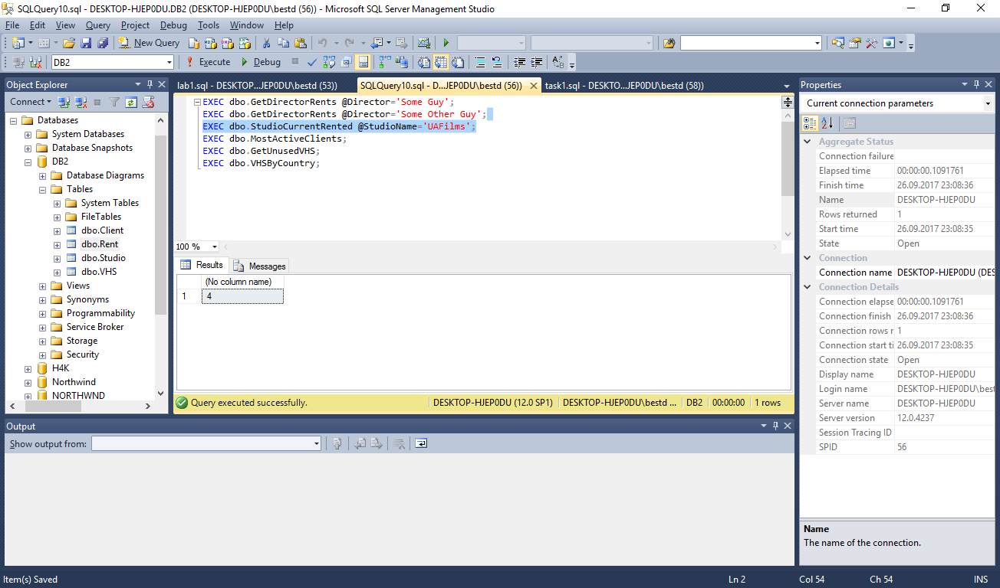 SQLQuery10.sql - DESKTOP-HJEP0DU.DB2 (DESKTOP-HJEP0DU\bestd (56)) - Microsoft SQL Server Management Studio
File Edit View Query Project Debug Tools Window Help
New Query
DB2 Execute Debug
Object Explorer
Connect
Databases
System Databases
Database Snapshots
DB2
Database Diagrams
Tables
System Tables
FileTables
dbo.Client
dbo.Rent
dbo.Studio
dbo.VHS
Views
Synonyms
Programmability
Service Broker
Storage
Security
H4K
Northwind
NORTHWND
lab1.sql - DESKTOP...JEP0DU\bestd (53)) SQLQuery10.sql - D...JEP0DU\bestd (56)) task1.sql - DESKTO...JEP0DU\bestd (58))
EXEC dbo.GetDirectorRents @Director='Some Guy';
EXEC dbo.GetDirectorRents @Director='Some Other Guy';
EXEC dbo.StudioCurrentRented @StudioName='UAFilms';
EXEC dbo.MostActiveClients;
EXEC dbo.GetUnusedVHS;
EXEC dbo.VHSByCountry;
100 %
Results Messages
(No column name)
1 4
Query executed successfully. DESKTOP-HJEP0DU (12.0 SP1) DESKTOP-HJEP0DU\bestd ... DB2 00:00:00 1 rows
Output
Show output from:
Properties
Current connection parameters
Aggregate Status
Connection failure
Elapsed time 00:00:00.1091761
Finish time 26.09.2017 23:08:36
Name DESKTOP-HJEP0DU
Rows returned 1
Start time 26.09.2017 23:08:35
State Open
Connection
Connection name DESKTOP-HJEP0DU (DES
Connection Details
Connection elapse 00:00:00.1091761
Connection finish 26.09.2017 23:08:36
Connection rows r 1
Connection start ti 26.09.2017 23:08:35
Connection state Open
Display name DESKTOP-HJEP0DU
Login name DESKTOP-HJEP0DU\best
Server name DESKTOP-HJEP0DU
Server version 12.0.4237
Session Tracing ID
SPID 56
Name
The name of the connection.
Item(s) Saved Ln 2 Col 54 Ch 54 INS